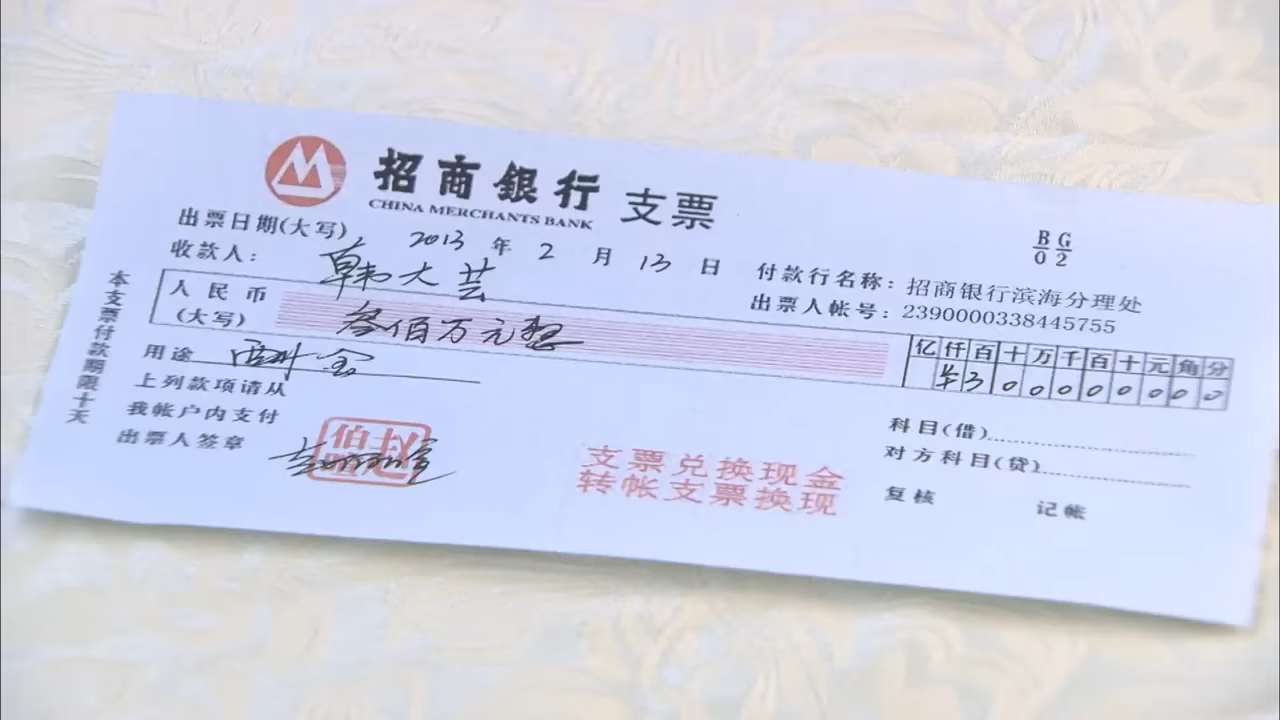 招商銀行 支票
CHINA MERCHANTS BANK
B G
0 2
出票日期(大写) 2013 年 2 月 13 日
付款行名称：招商银行滨海分理处
收款人： 韩大芸
出票人帐号：23900000338445755
人民币
(大写) 叁佰万元整
亿 仟 百 十 万 千 百 十 元 角 分
3 0 0 0 0 0 0 0 0
用途
上列款项请从
我帐户内支付
出票人签章
本支票付款期限十天
支票兑换现金
转帐支票换现
科目(借)
对方科目(贷)
复核 记帐